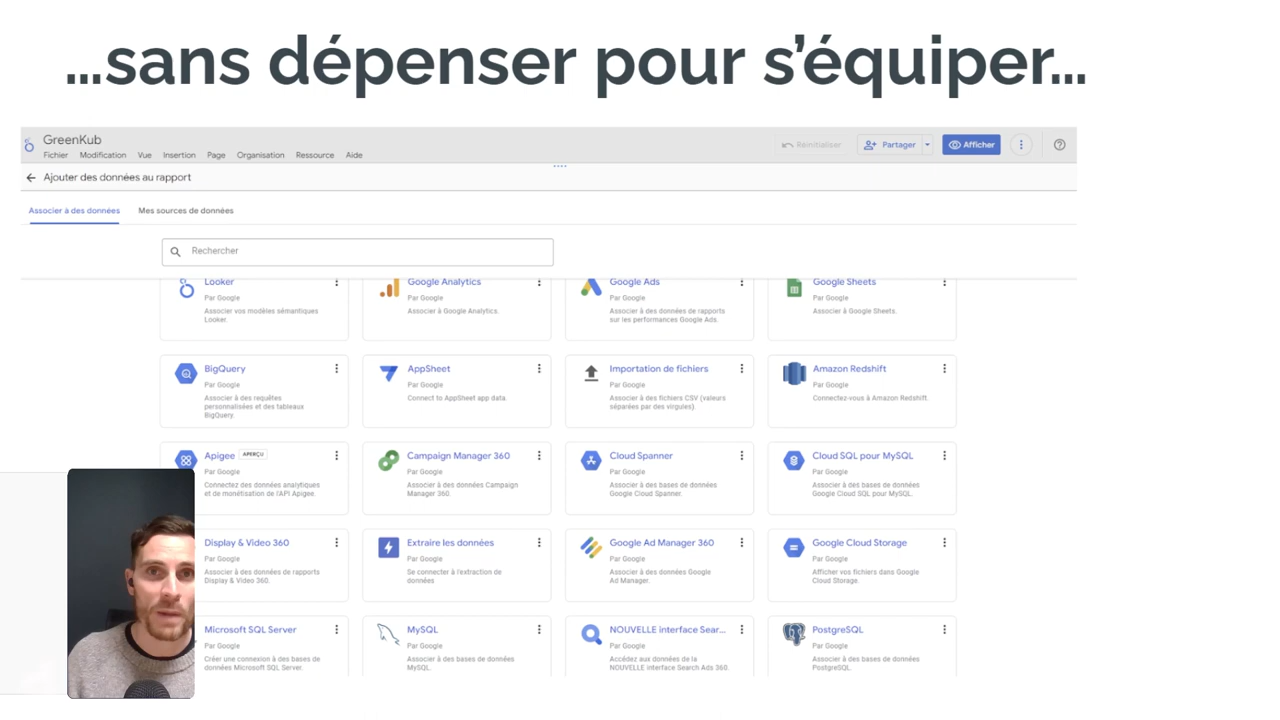 ...sans dépenser pour s'équiper...
GreenKub
Fichier Modification Vue Insertion Page Organisation Ressource Aide
Réinitialiser
Partager
Afficher
Ajouter des données au rapport
Associer à des données
Mes sources de données
Rechercher
Looker
Par Google
Associer vos modèles sémantiques
Looker.
Google Analytics
Par Google
Associer à Google Analytics.
Google Ads
Par Google
Associer à des données de rapports
sur les performances Google Ads.
Google Sheets
Par Google
Associer à Google Sheets.
BigQuery
Par Google
Associer à des requêtes
personnalisées et des tableaux
BigQuery.
AppSheet
Par Google
Connect to AppSheet app data.
Importation de fichiers
Par Google
Associer à des fichiers CSV (valeurs
séparées par des virgules).
Amazon Redshift
Par Google
Connectez-vous à Amazon Redshift.
Apigee APERÇU
Par Google
Connectez des données analytiques
et de monétisation de l'API Apigee.
Campaign Manager 360
Par Google
Associer à des données Campaign
Manager 360.
Cloud Spanner
Par Google
Associer à des bases de données
Google Cloud Spanner.
Cloud SQL pour MySQL
Par Google
Associer à des bases de données
Google Cloud SQL pour MySQL.
Display & Video 360
Par Google
Associer à des données de rapports
Display & Video 360.
Extraire les données
Par Google
Se connecter à l'extraction de
données
Google Ad Manager 360
Par Google
Associer à des données Google
Ad Manager.
Google Cloud Storage
Par Google
Afficher vos fichiers dans Google
Cloud Storage.
Microsoft SQL Server
Par Google
Créer une connexion à des bases de
données Microsoft SQL Server.
MySQL
Par Google
Associer à des bases de données
MySQL.
NOUVELLE interface Sear...
Par Google
Accédez aux données de la
NOUVELLE interface Search Ads 360.
PostgreSQL
Par Google
Associer à des bases de données
PostgreSQL.